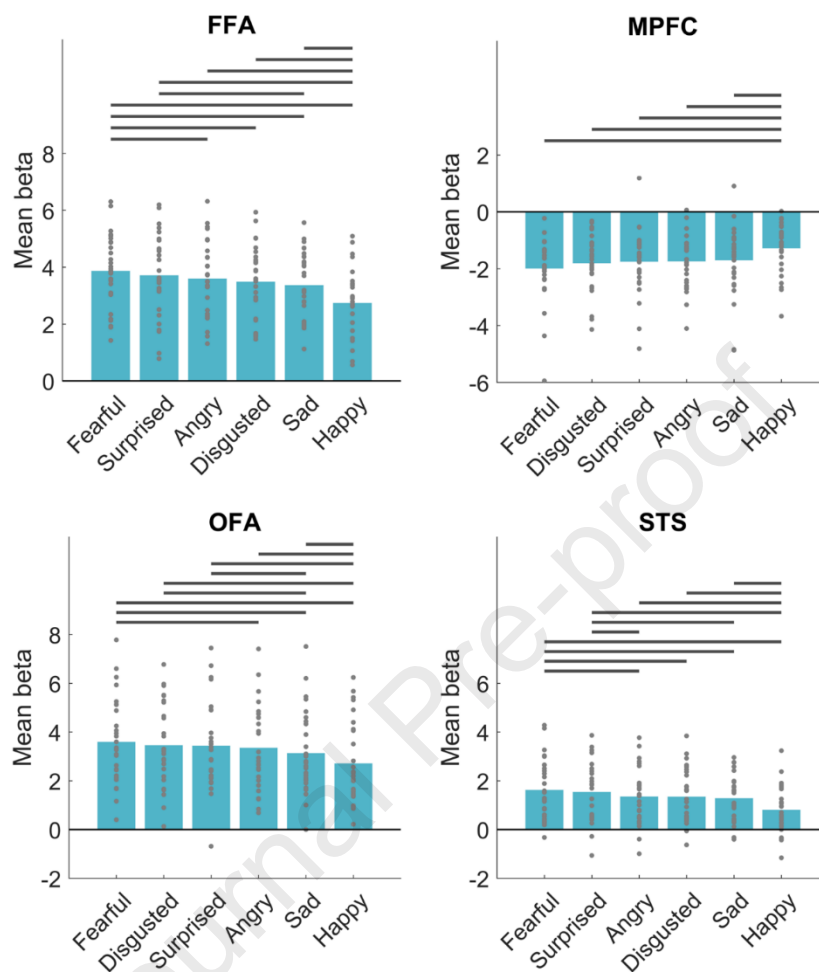 FFA
Mean beta
8
6
4
2
0
Fearful
Surprised
Angry
Disgusted
Sad
Happy
MPFC
Mean beta
2
0
-2
-4
-6
Fearful
Disgusted
Surprised
Angry
Sad
Happy
OFA
Mean beta
8
6
4
2
0
-2
Fearful
Disgusted
Surprised
Angry
Sad
Happy
STS
Mean beta
6
4
2
0
-2
Fearful
Surprised
Angry
Disgusted
Sad
Happy
Journal Pre-proof